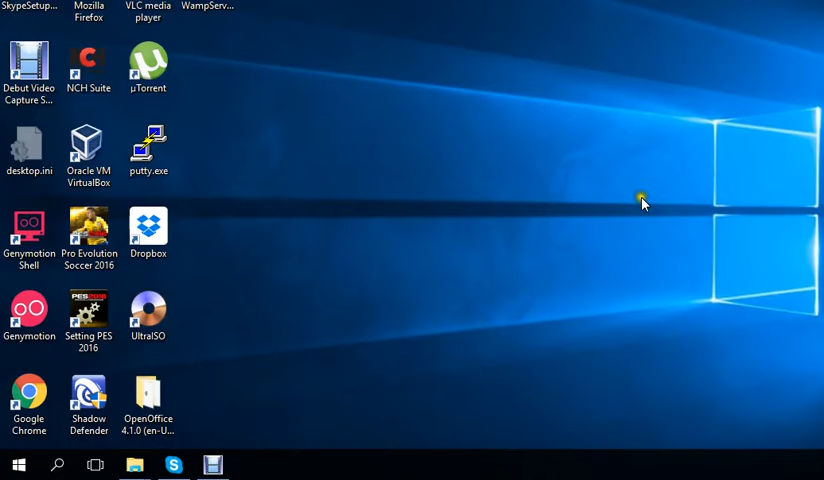 SkypeSetup...
Mozilla
Firefox
VLC media
player
WampServ...
Debut Video
Capture S...
NCH Suite
µTorrent
desktop.ini
Oracle VM
VirtualBox
putty.exe
Genymotion
Shell
Pro Evolution
Soccer 2016
Dropbox
Genymotion
PES2016
Setting PES
2016
UltraISO
Google
Chrome
Shadow
Defender
OpenOffice
4.1.0 (en-U...